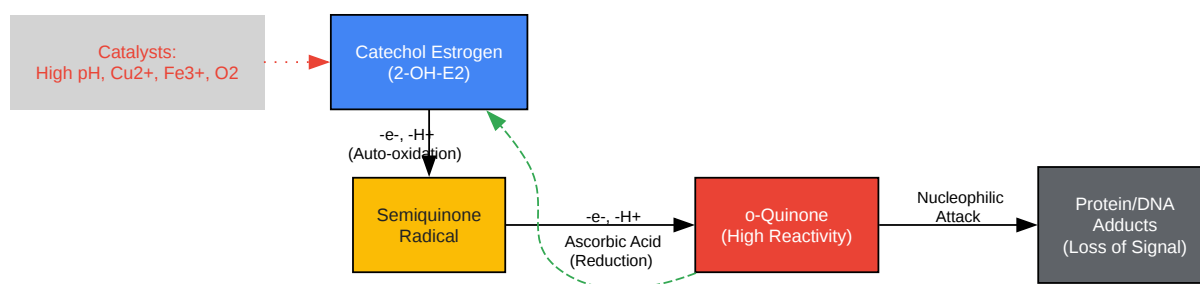 Catalysts:
High pH, Cu2+, Fe3+, O2
Catechol Estrogen
(2-OH-E2)
-e-, -H+
(Auto-oxidation)
Semiquinone
Radical
-e-, -H+
Ascorbic Acid
(Reduction)
o-Quinone
(High Reactivity)
Nucleophilic
Attack
Protein/DNA
Adducts
(Loss of Signal)